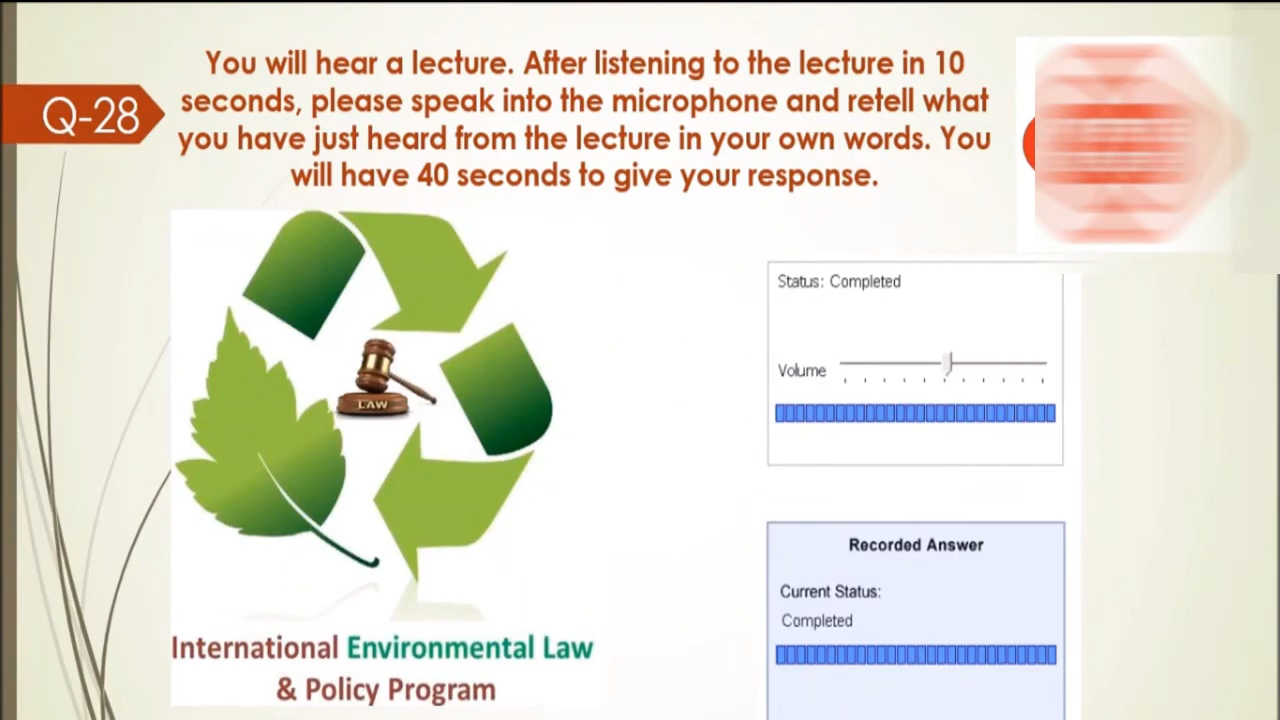 You will hear a lecture. After listening to the lecture in 10
seconds, please speak into the microphone and retell what
you have just heard from the lecture in your own words. You
will have 40 seconds to give your response.
Q-28
Status: Completed
Volume
LAW
Recorded Answer
Current Status:
Completed
International Environmental Law
& Policy Program